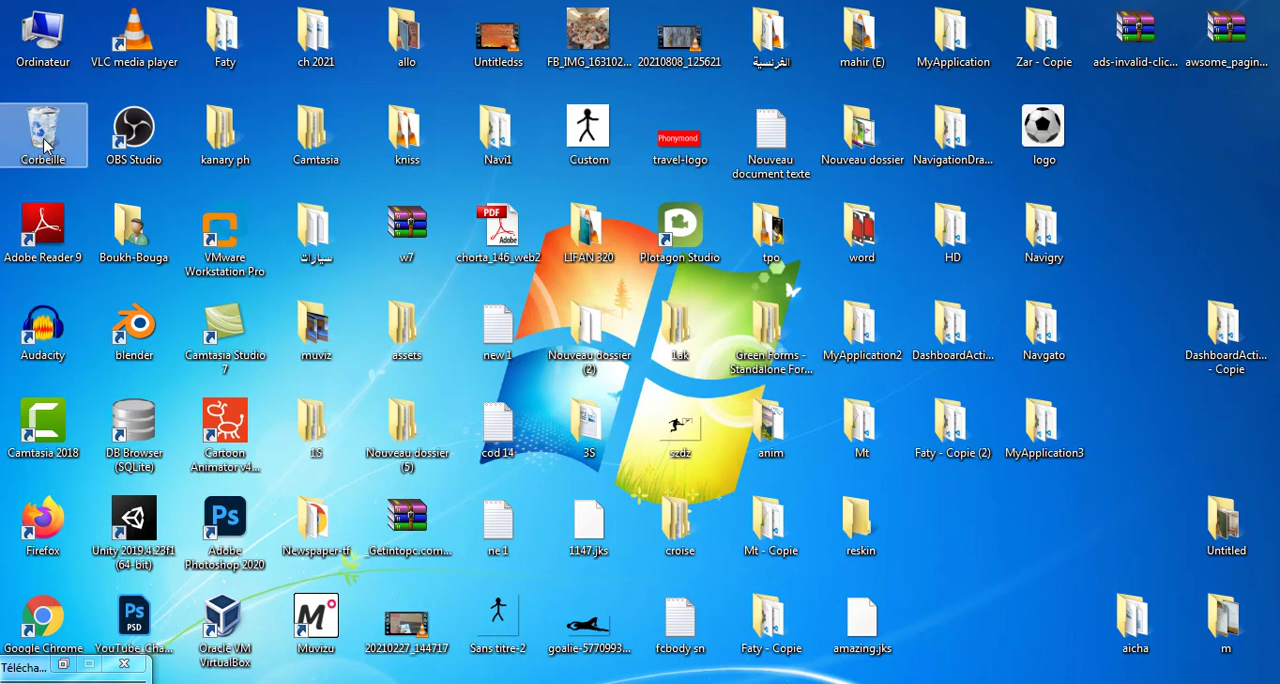 Ordinateur
VLC media player
Faty
ch 2021
allo
Untitledss
FB_IMG_163102...
20210808_125621
الفرنسية
mahir (E)
MyApplication
Zar - Copie
ads-invalid-clic...
awsome_pagin...
Corbeille
OBS Studio
kanary ph
Camtasia
kniss
Navi1
Custom
Phonymond
travel-logo
Nouveau
document texte
Nouveau dossier
NavigationDra...
logo
PDF
Adobe
Adobe Reader 9
Boukh-Bouga
VMware
Workstation Pro
سيارات
w7
chorta_146_web2
LIFAN 320
Plotagon Studio
tpo
word
HD
Navigry
Audacity
blender
Camtasia Studio
7
muviz
assets
new 1
Nouveau dossier
(2)
1ak
Green Forms -
Standalone For...
MyApplication2
DashboardActi...
Navgato
DashboardActi...
- Copie
Camtasia 2018
DB Browser
(SQLite)
Cartoon
Animator v4...
1S
Nouveau dossier
(5)
cod 14
3S
szdz
anim
Mt
Faty - Copie (2)
MyApplication3
Ps
Firefox
Unity 2019.4.23f1
(64-bit)
Adobe
Photoshop 2020
Newspaper-tf
_Getintopc.com...
ne 1
1147.jks
croise
Mt - Copie
reskin
Untitled
Ps
PSD
M
Google Chrome
YouTube_Cha...
Oracle VM
VirtualBox
Muvizu
20210227_144717
Sans titre-2
goalie-5770993...
fcbody sn
Faty - Copie
amazing.jks
aicha
m
Télécha...